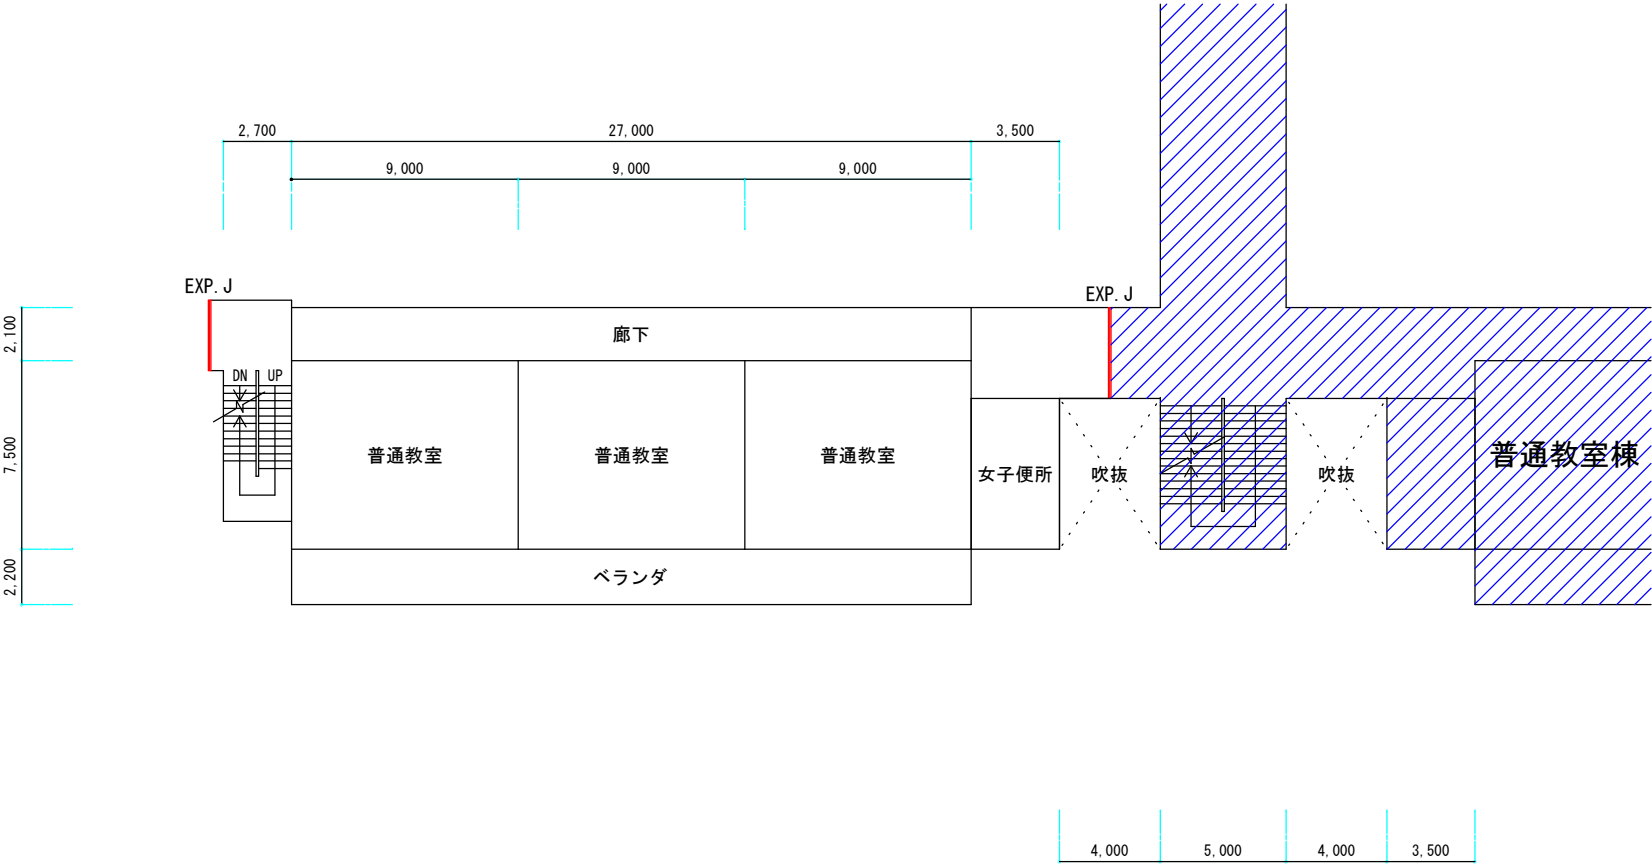 2,700
27,000
3,500
9,000
9,000
9,000
EXP.J
EXP.J
2,100
廊下
DN
UP
7,500
普通教室
普通教室
普通教室
女子便所
吹抜
吹抜
普通教室棟
2,200
ベランダ
4,000
5,000
4,000
3,500